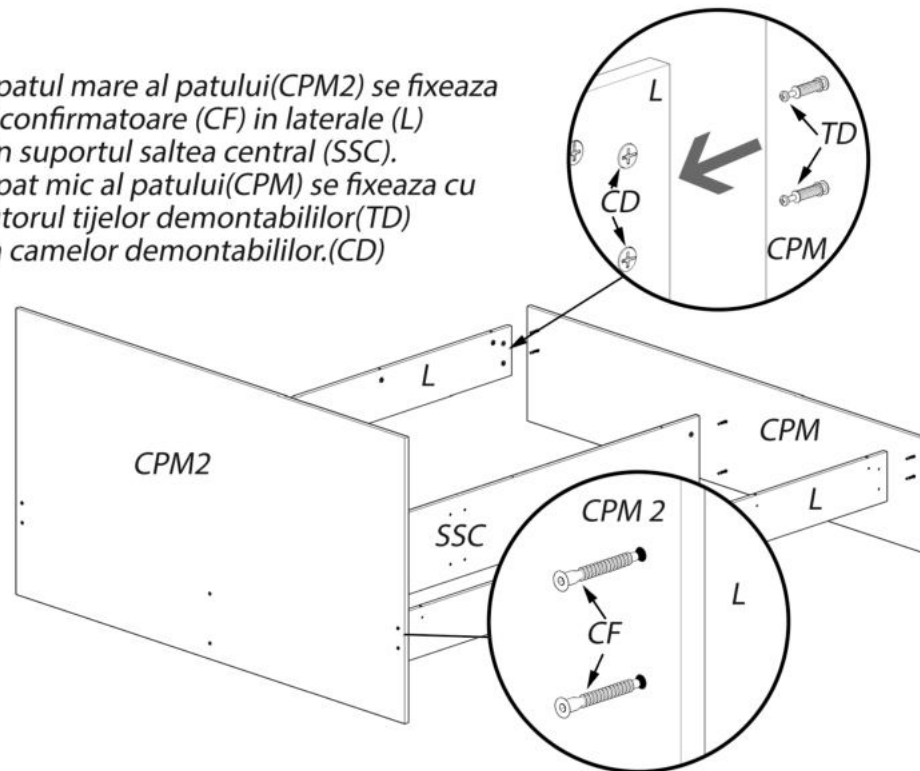 patul mare al patului(CPM2) se fixeaza
confirmatoare (CF) in laterale (L)
n suportul saltea central (SSC).
pat mic al patului(CPM) se fixeaza cu
torul tijelor demontabililor(TD)
camelor demontabililor.(CD)
L
TD
CD
CPM
L
CPM2
CPM
L
SSC
CPM 2
L
CF